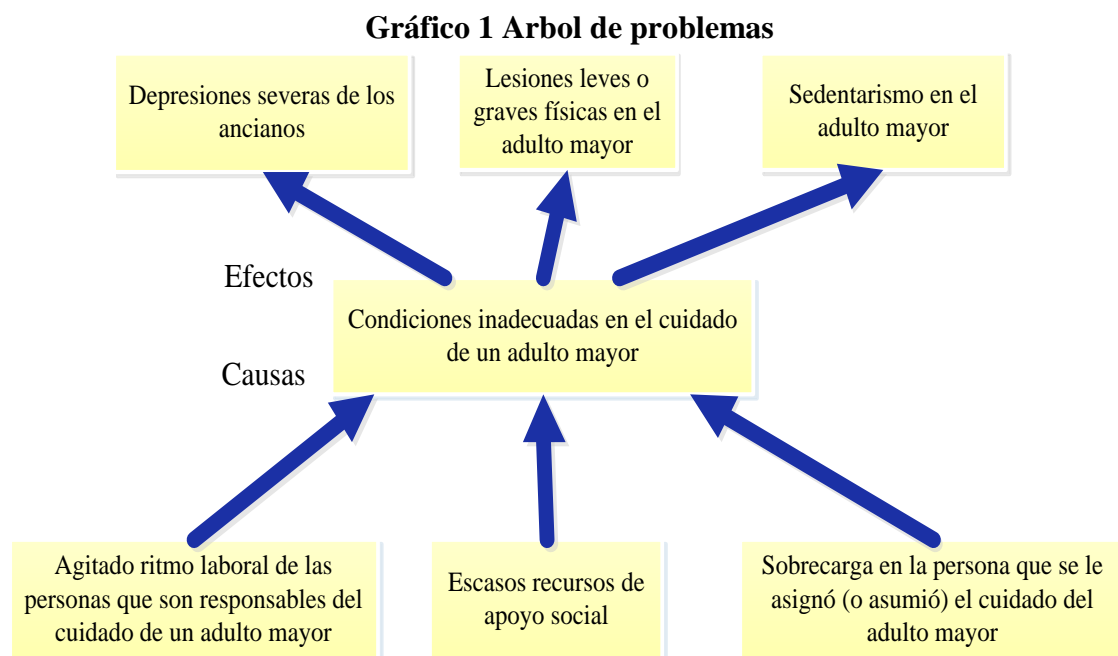 Gráfico 1 Arbol de problemas
Depresiones severas de los
ancianos
Lesiones leves o
graves físicas en el
adulto mayor
Sedentarismo en el
adulto mayor
Efectos
Condiciones inadecuadas en el cuidado
de un adulto mayor
Causas
Agitado ritmo laboral de las
personas que son responsables del
cuidado de un adulto mayor
Escasos recursos de
apoyo social
Sobrecarga en la persona que se le
asignó (o asumió) el cuidado del
adulto mayor